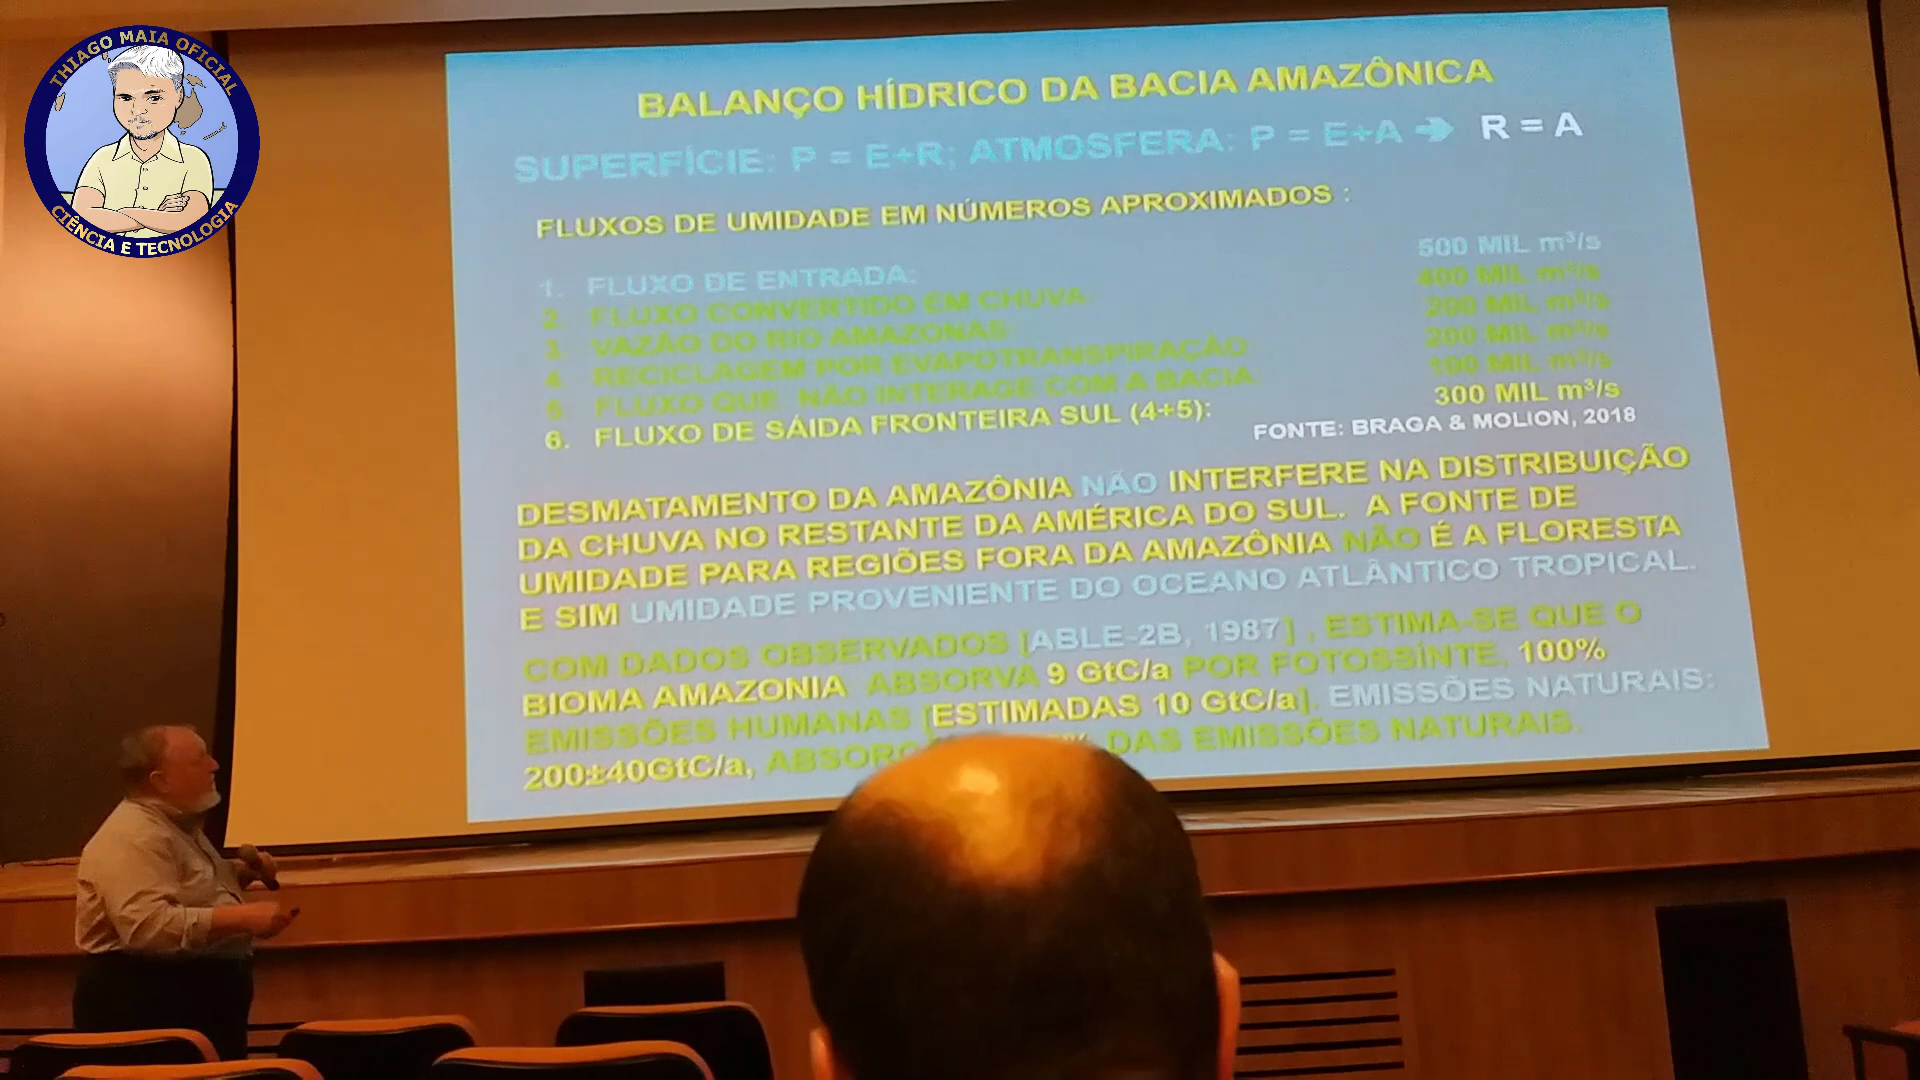 THIAGO MAIA OFICIAL
CIÊNCIA E TECNOLOGIA
BALANÇO HÍDRICO DA BACIA AMAZÔNICA
SUPERFÍCIE: P = E+R; ATMOSFERA: P = E+A R = A
FLUXOS DE UMIDADE EM NÚMEROS APROXIMADOS :
1. FLUXO DE ENTRADA: 500 MIL m³/s
2. FLUXO CONVERTIDO EM CHUVA 400 MIL m³/s
3. VAZÃO DO RIO AMAZONAS: 200 MIL m³/s
4. RECICLAGEM POR EVAPOTRANSPIRAÇÃO 200 MIL m³/s
5. FLUXO QUE NÃO INTERAGE COM A BACIA: 100 MIL m³/s
6. FLUXO DE SÁIDA FRONTEIRA SUL (4+5): 300 MIL m³/s
FONTE: BRAGA & MOLION, 2018
DESMATAMENTO DA AMAZÔNIA NÃO INTERFERE NA DISTRIBUIÇÃO
DA CHUVA NO RESTANTE DA AMÉRICA DO SUL. A FONTE DE
UMIDADE PARA REGIÕES FORA DA AMAZÔNIA NÃO É A FLORESTA
E SIM UMIDADE PROVENIENTE DO OCEANO ATLÂNTICO TROPICAL.
COM DADOS OBSERVADOS [ABLE-2B, 1987] , ESTIMA-SE QUE O
BIOMA AMAZONIA ABSORVA 9 GtC/a POR FOTOSSÍNTE. 100%
EMISSÕES HUMANAS [ESTIMADAS 10 GtC/a]. EMISSÕES NATURAIS:
200±40GtC/a, DAS EMISSÕES NATURAIS.